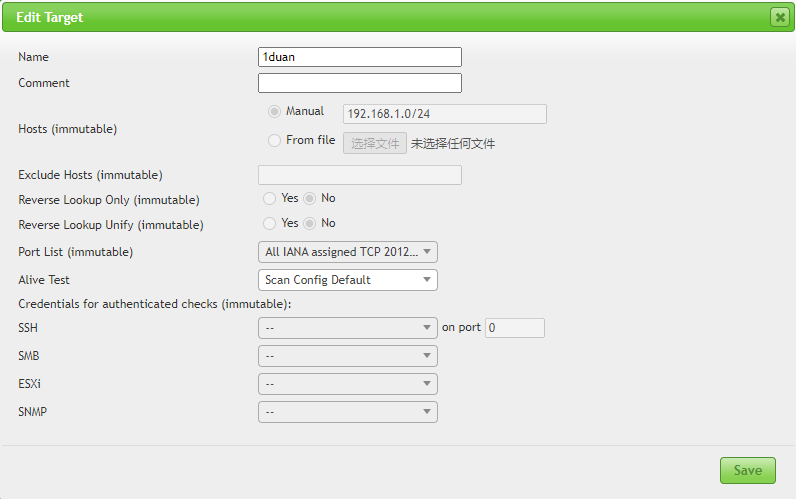 Edit Target
Name 1duan
Comment
Hosts (immutable)
Manual 192.168.1.0/24
From file 选择文件 未选择任何文件
Exclude Hosts (immutable)
Reverse Lookup Only (immutable) Yes No
Reverse Lookup Unify (immutable) Yes No
Port List (immutable) All IANA assigned TCP 2012...
Alive Test Scan Config Default
Credentials for authenticated checks (immutable):
SSH -- on port 0
SMB --
ESXi --
SNMP --
Save